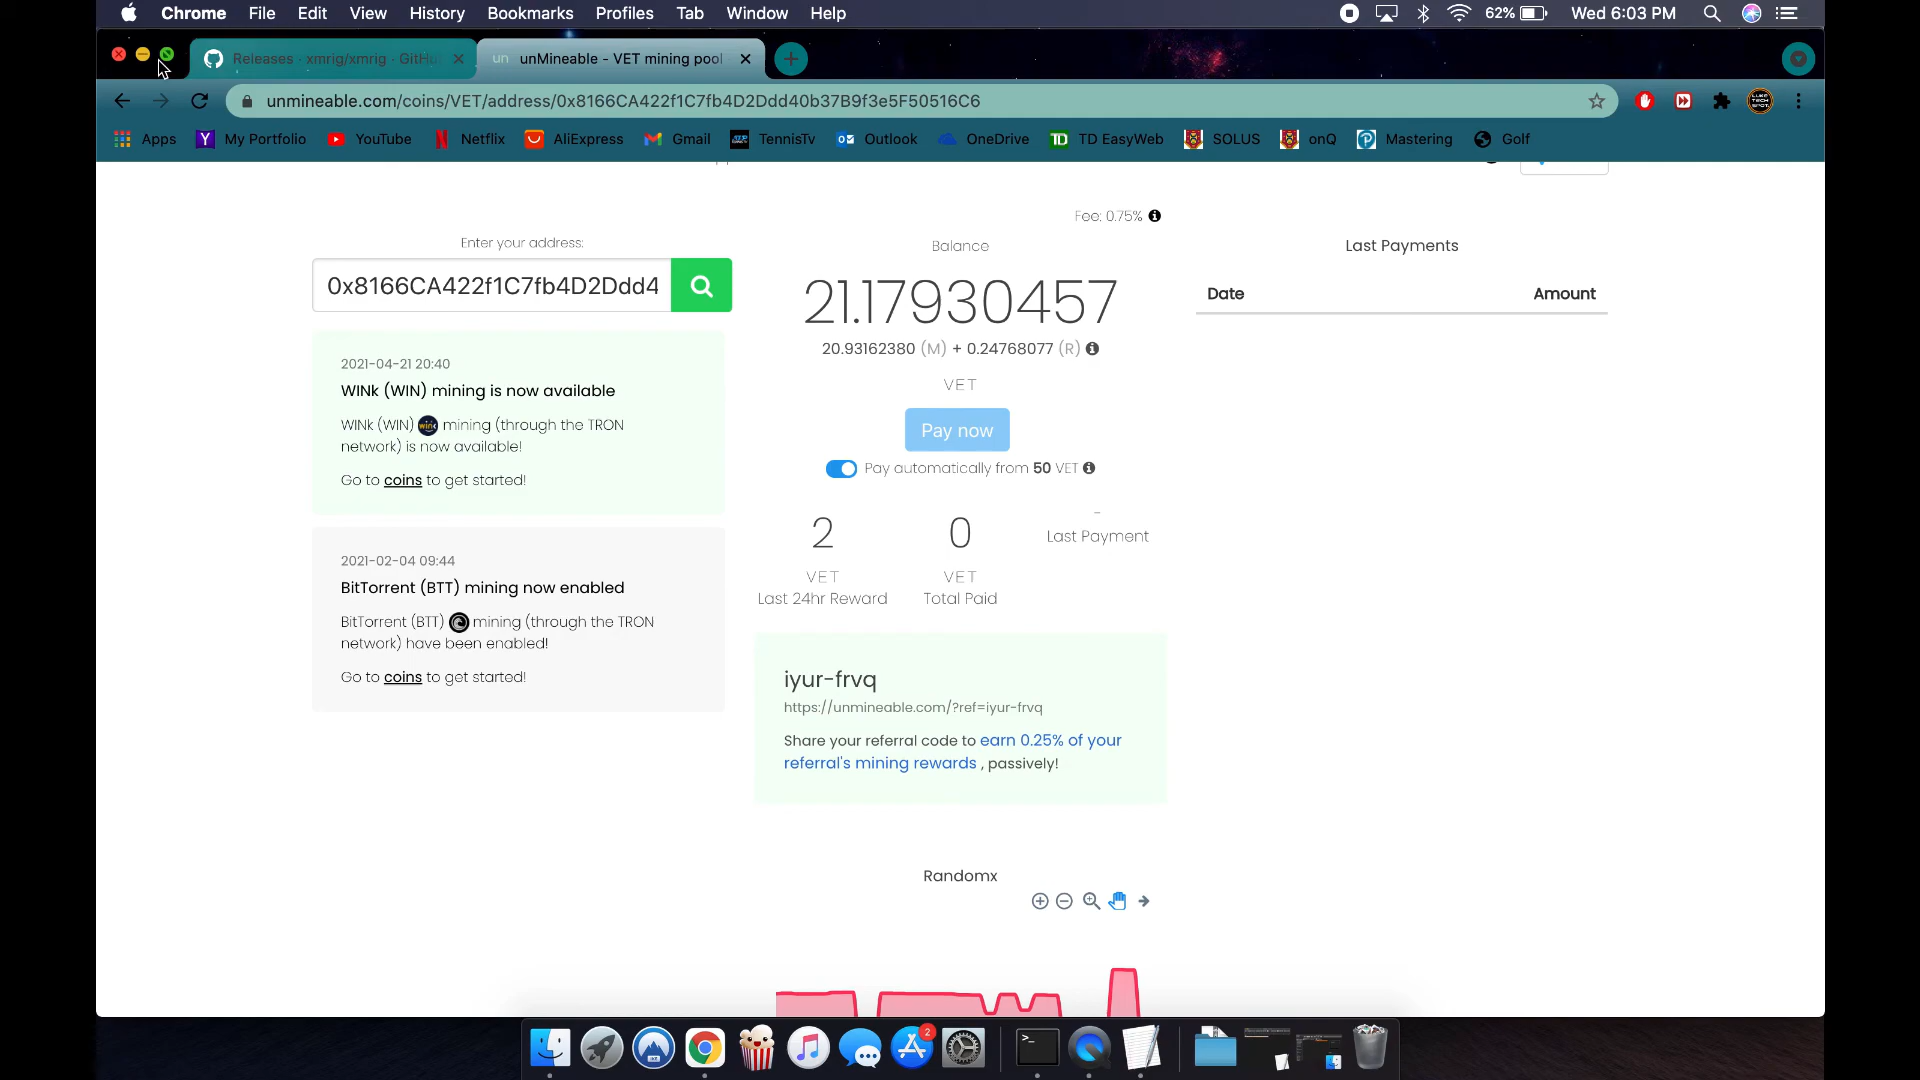 Chrome File Edit View History Bookmarks Profiles Tab Window Help 62% Wed 6:03 PM
Releases · xmrig/xmrig · GitHu unMineable - VET mining pool
unmineable.com/coins/VET/address/0x8166CA422f1C7fb4D2Ddd40b37B9f3e5F50516C6
Apps My Portfolio YouTube Netflix AliExpress Gmail TennisTv Outlook OneDrive TD EasyWeb SOLUS onQ Mastering Golf
Fee: 0.75%
Enter your address:
0x8166CA422f1C7fb4D2Ddd4
2021-04-21 20:40
WINk (WIN) mining is now available
WINk (WIN) mining (through the TRON
network) is now available!
Go to coins to get started!
2021-02-04 09:44
BitTorrent (BTT) mining now enabled
BitTorrent (BTT) mining (through the TRON
network) have been enabled!
Go to coins to get started!
Balance
21.17930457
20.93162380 (M) + 0.24768077 (R)
VET
Pay now
Pay automatically from 50 VET
2 0 -
VET VET Last Payment
Last 24hr Reward Total Paid
iyur-frvq
https://unmineable.com/?ref=iyur-frvq
Share your referral code to earn 0.25% of your
referral's mining rewards , passively!
Randomx
Last Payments
Date Amount
2